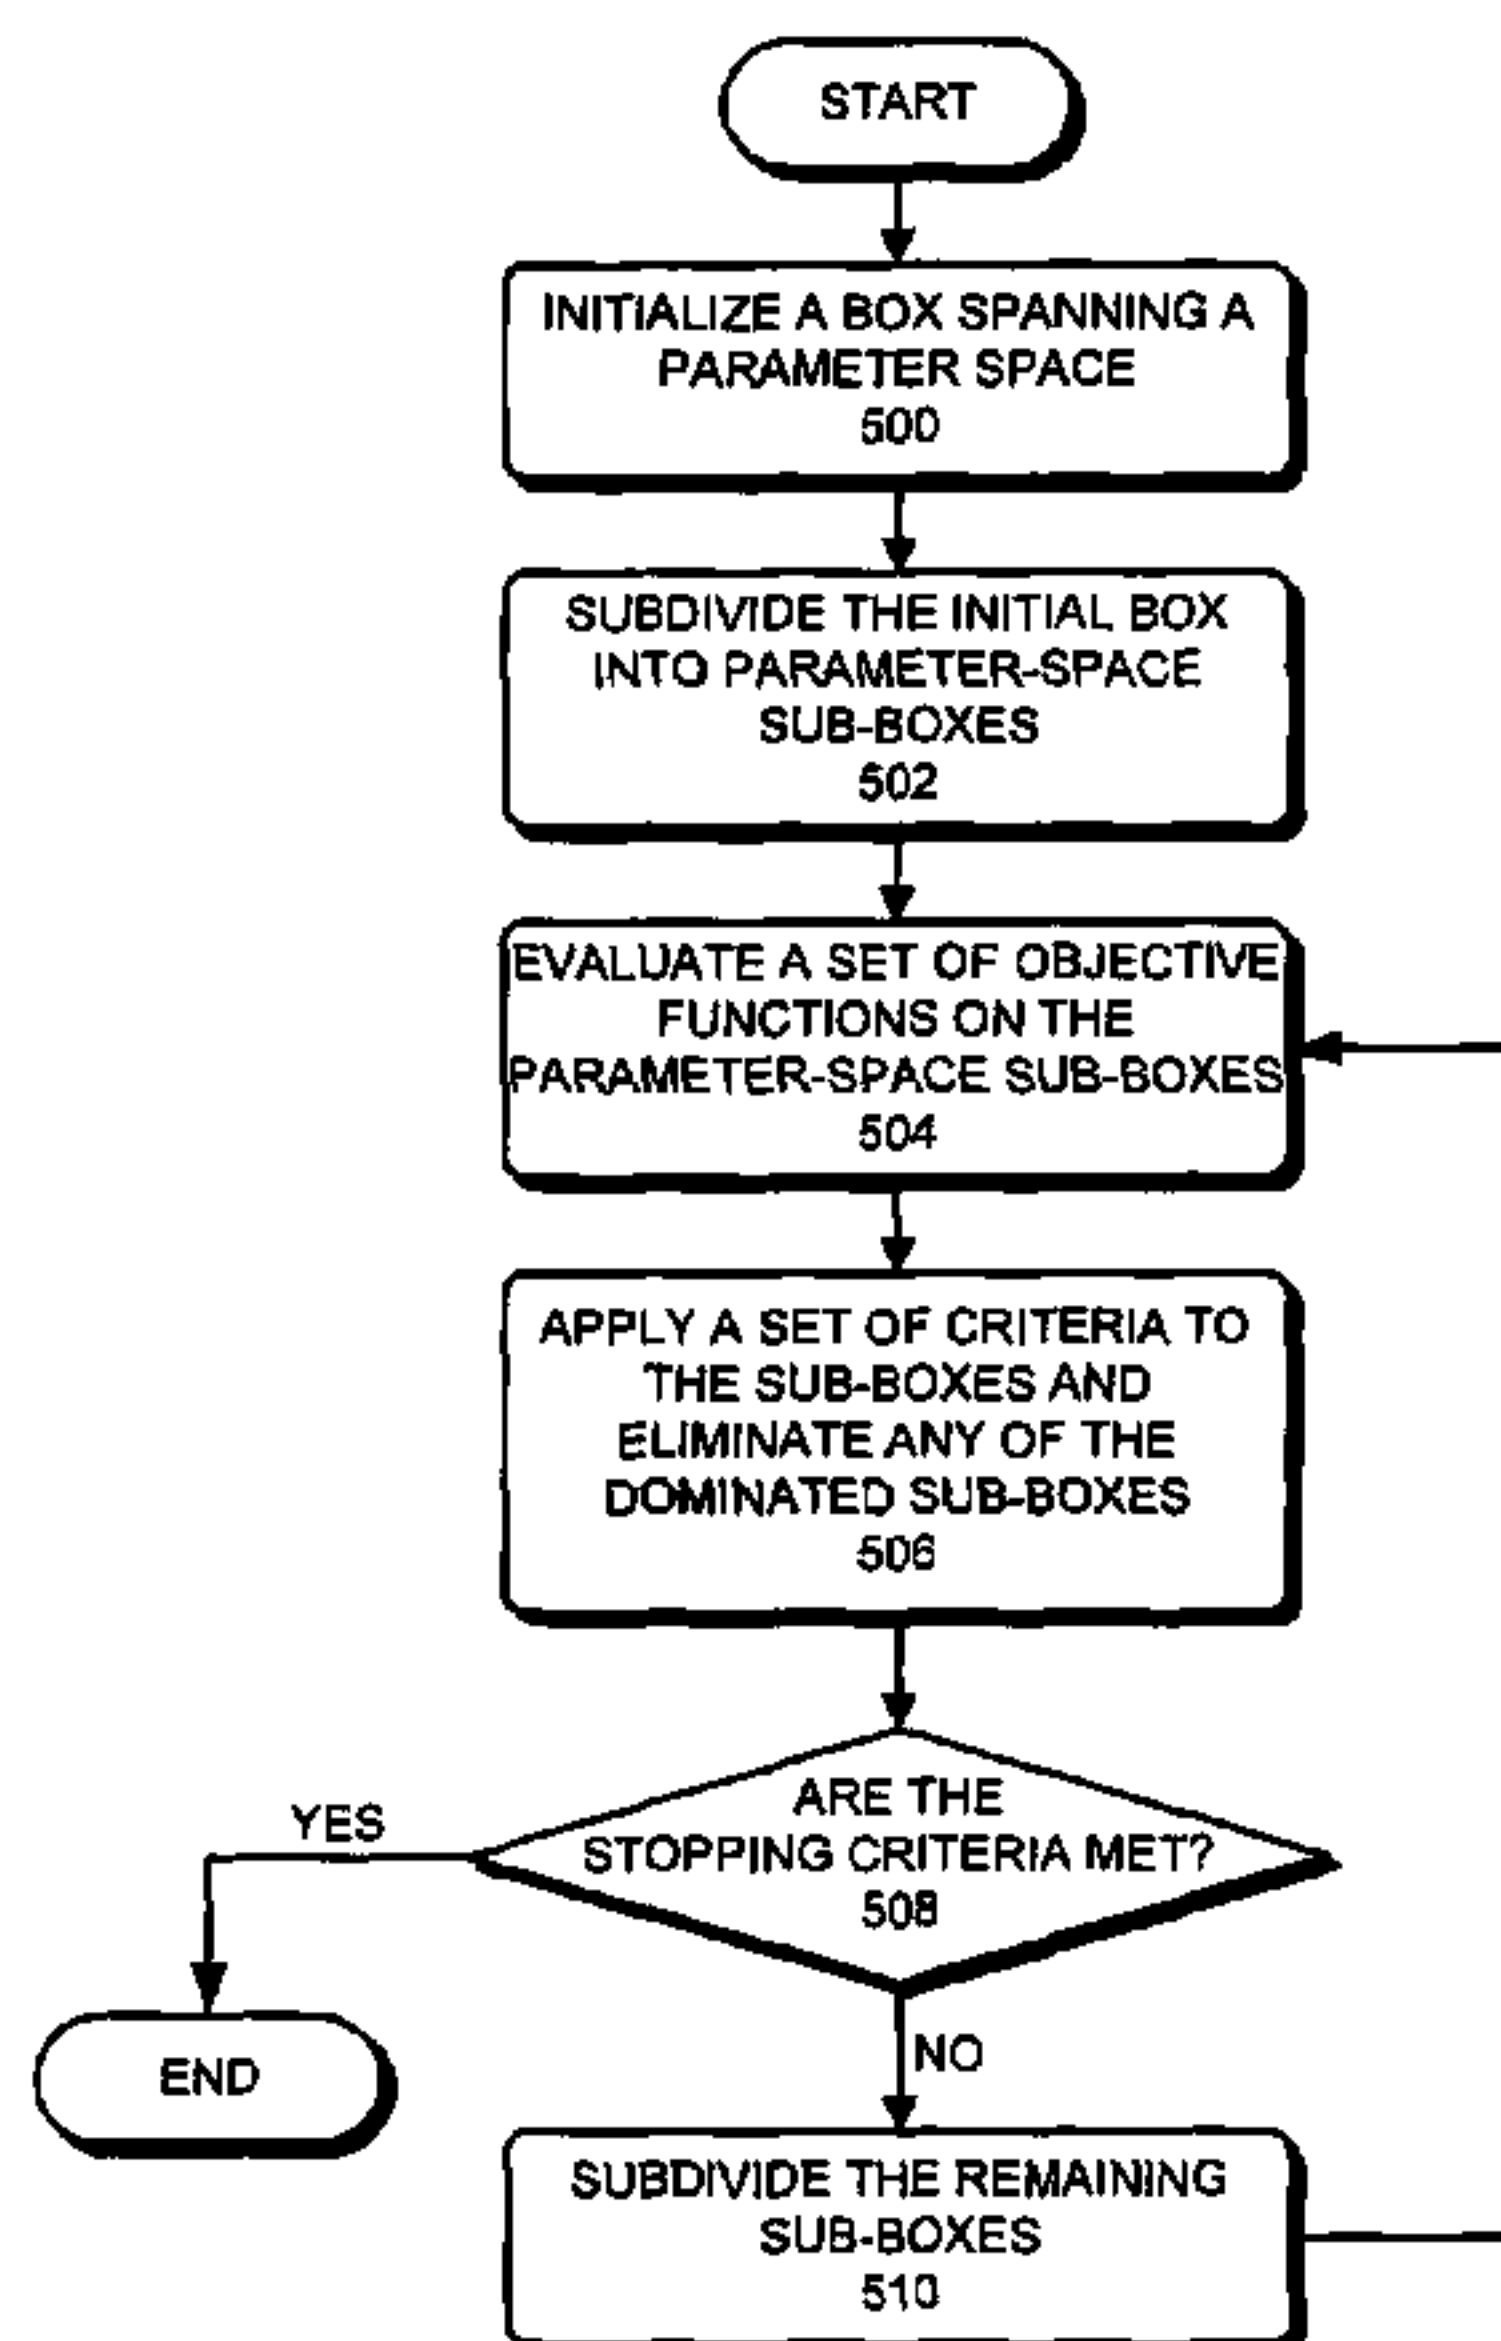 START
INITIALIZE A BOX SPANNING A
PARAMETER SPACE
500
SUBDIVIDE THE INITIAL BOX
INTO PARAMETER-SPACE
SUB-BOXES
502
EVALUATE A SET OF OBJECTIVE
FUNCTIONS ON THE
PARAMETER-SPACE SUB-BOXES
504
APPLY A SET OF CRITERIA TO
THE SUB-BOXES AND
ELIMINATE ANY OF THE
DOMINATED SUB-BOXES
506
ARE THE
STOPPING CRITERIA MET?
508
YES
END
NO
SUBDIVIDE THE REMAINING
SUB-BOXES
510